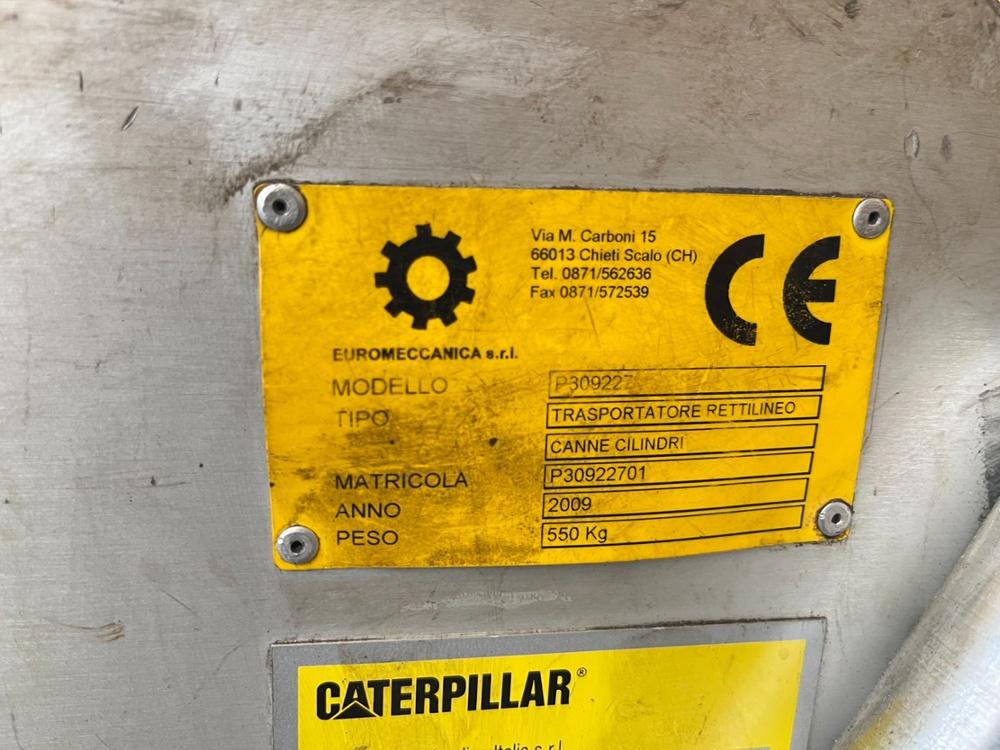 Via M. Carboni 15
66013 Chieti Scalo (CH)
Tel. 0871/562636
Fax 0871/572539
CE
EUROMECCANICA s.r.l.
MODELLO P309227
TIPO TRASPORTATORE RETTILINEO
CANNE CILINDRI
MATRICOLA P30922701
ANNO 2009
PESO 550 Kg
CATERPILLAR®
Italia s.r.l.